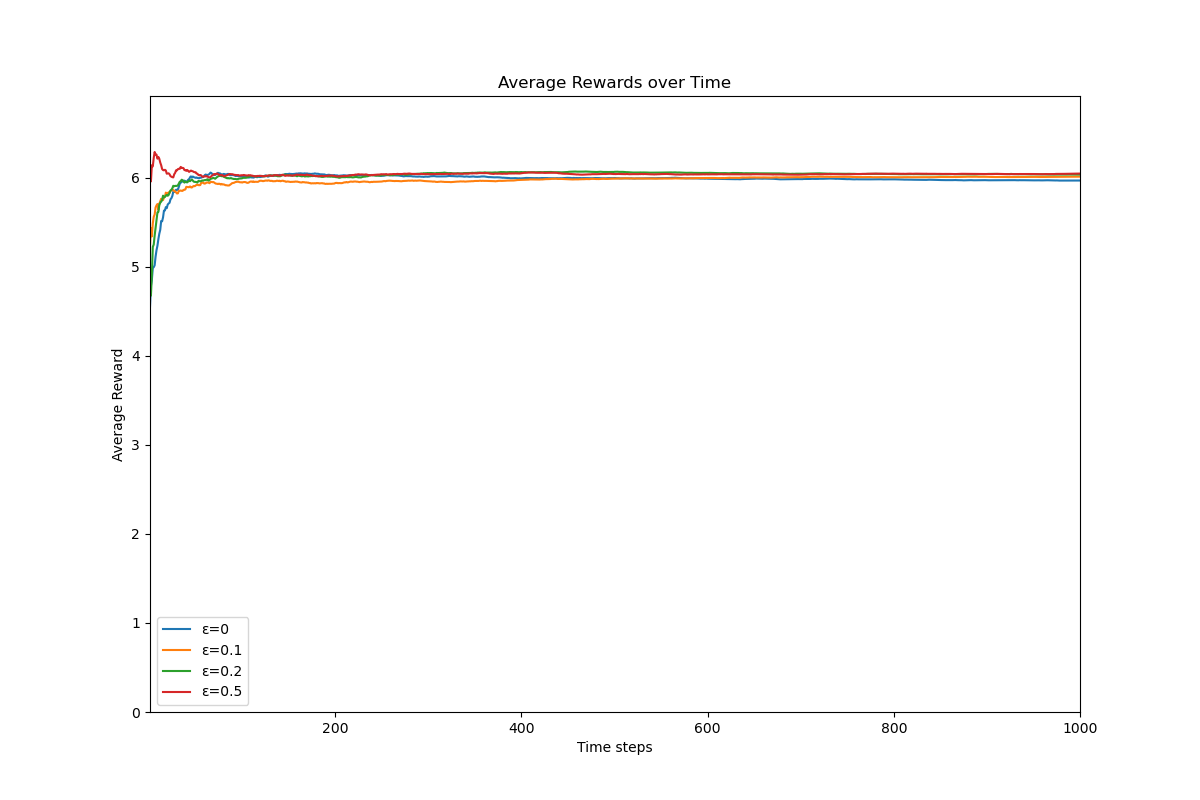 Average Rewards over Time
Average Reward
6
5
4
3
2
1
0
ε=0
ε=0.1
ε=0.2
ε=0.5
200
400
600
800
1000
Time steps